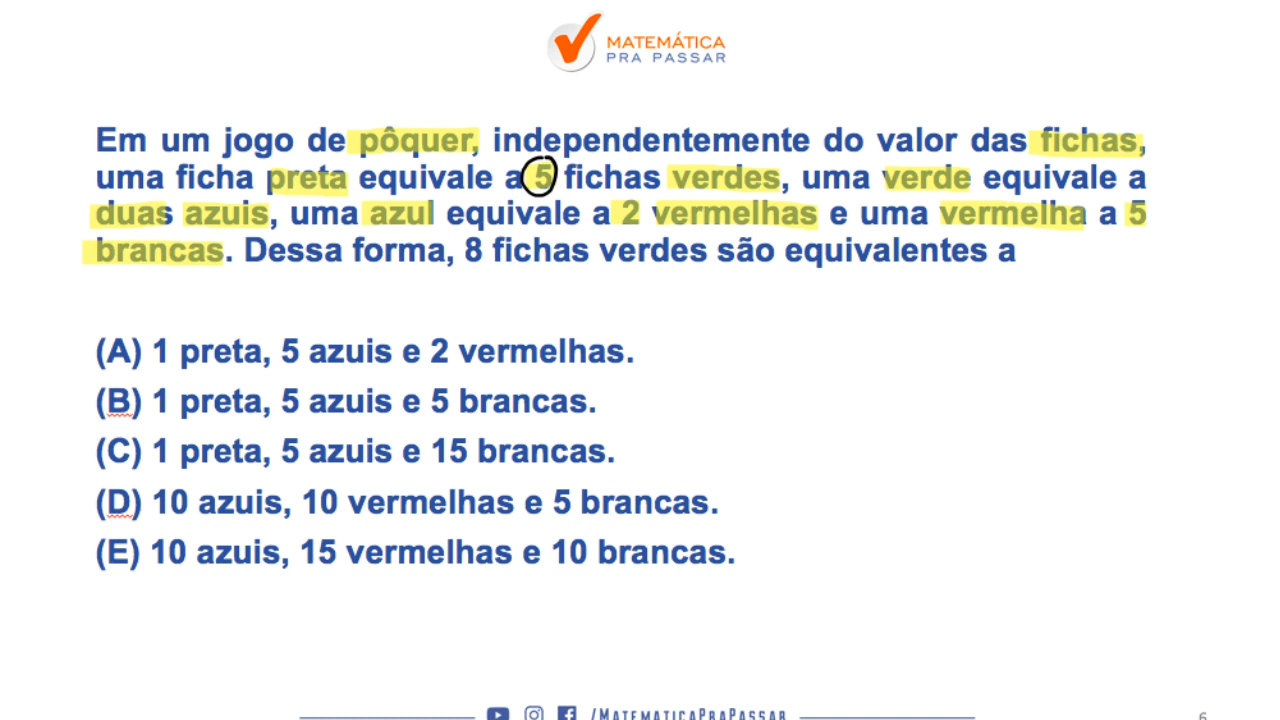 MATEMÁTICA
PRA PASSAR
Em um jogo de pôquer, independentemente do valor das fichas,
uma ficha preta equivale a 5 fichas verdes, uma verde equivale a
duas azuis, uma azul equivale a 2 vermelhas e uma vermelha a 5
brancas. Dessa forma, 8 fichas verdes são equivalentes a
(A) 1 preta, 5 azuis e 2 vermelhas.
(B) 1 preta, 5 azuis e 5 brancas.
(C) 1 preta, 5 azuis e 15 brancas.
(D) 10 azuis, 10 vermelhas e 5 brancas.
(E) 10 azuis, 15 vermelhas e 10 brancas.
/MATEMATICAPRAPASSAR
6